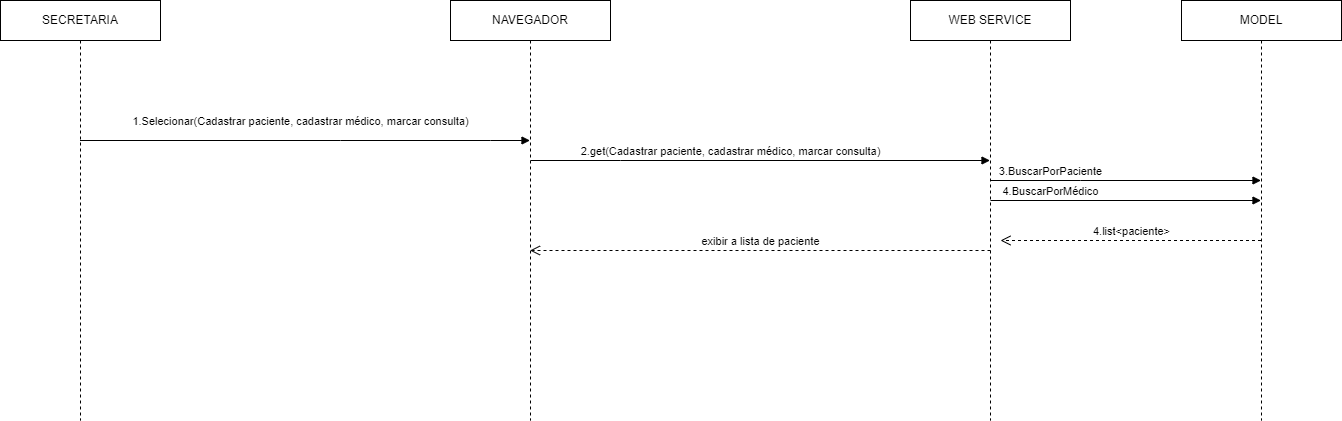 SECRETARIA
NAVEGADOR
WEB SERVICE
MODEL
1.Selecionar(Cadastrar paciente, cadastrar médico, marcar consulta)
2.get(Cadastrar paciente, cadastrar médico, marcar consulta)
3.BuscarPorPaciente
4.BuscarPorMédico
4.list<paciente>
exibir a lista de paciente